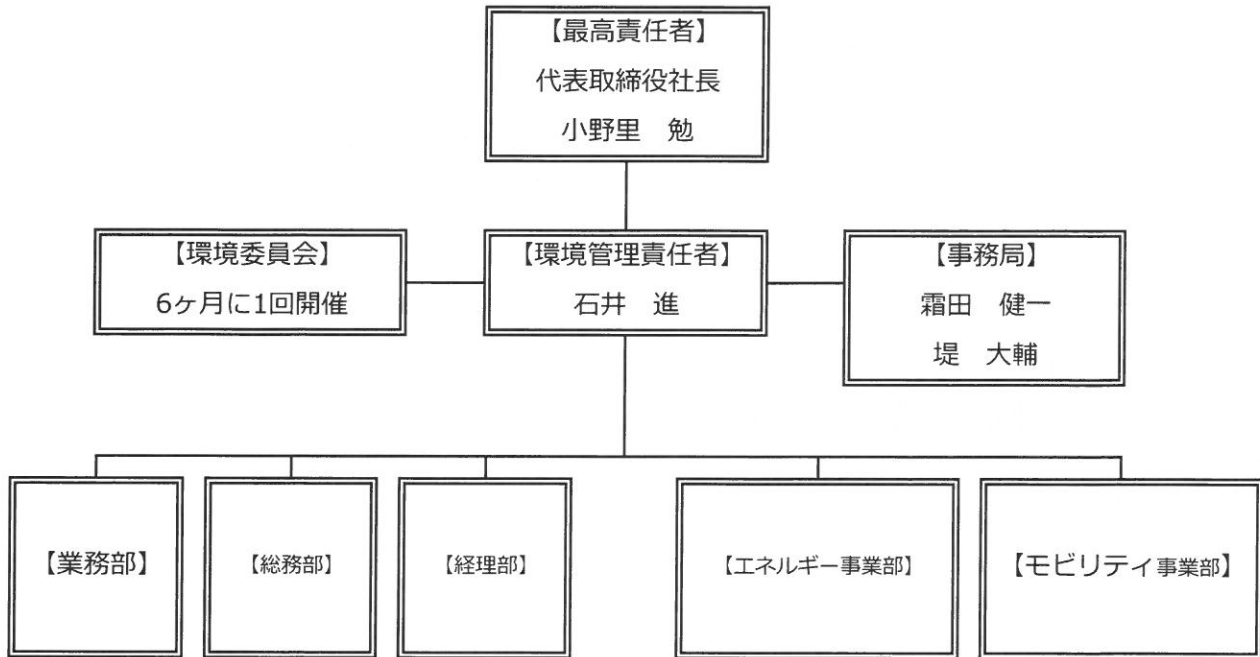 【最高責任者】
代表取締役社長
小野里　勉
【環境委員会】
6ヶ月に1回開催
【環境管理責任者】
石井　進
【事務局】
霜田　健一
堤　大輔
【業務部】
【総務部】
【経理部】
【エネルギー事業部】
【モビリティ事業部】